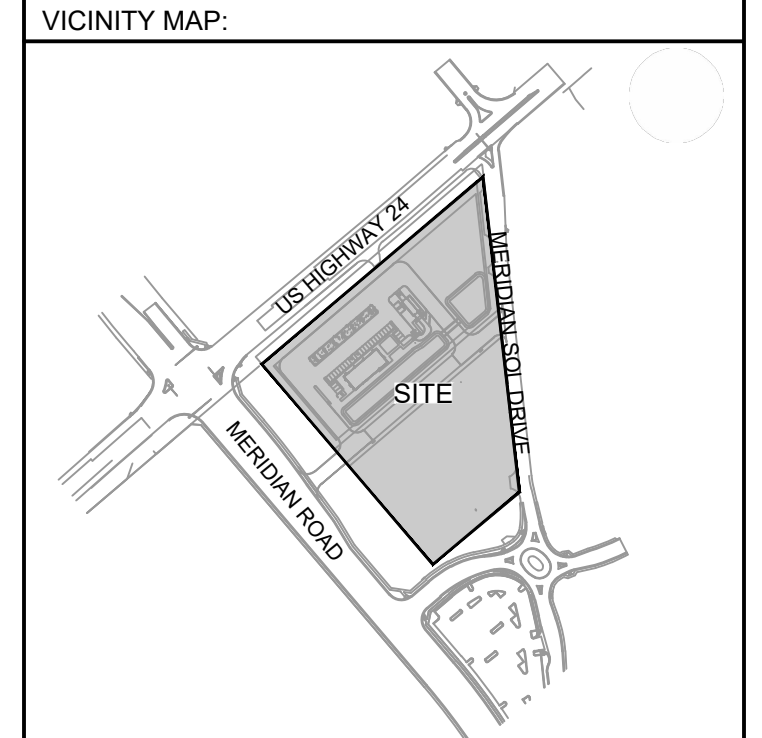 VICINITY MAP:
US HIGHWAY 24
MERIDIAN SOL DRIVE
SITE
MERIDIAN ROAD